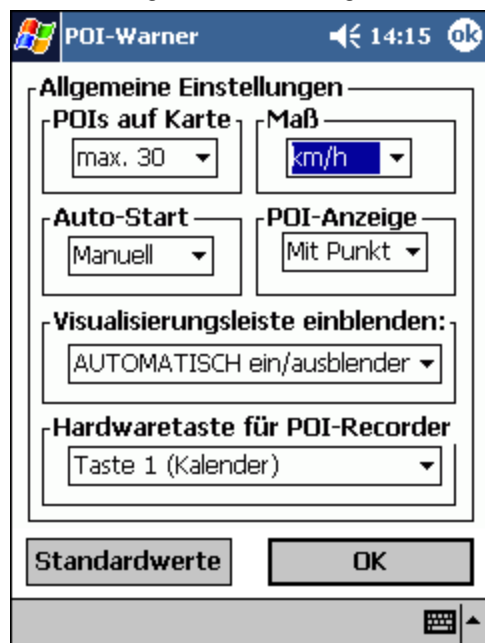 POI-Warner 14:15 ok
Allgemeine Einstellungen
POIs auf Karte Maß
max. 30 km/h
Auto-Start POI-Anzeige
Manuell Mit Punkt
Visualisierungsleiste einblenden:
AUTOMATISCH ein/ausblender
Hardwaretaste für POI-Recorder
Taste 1 (Kalender)
Standardwerte OK